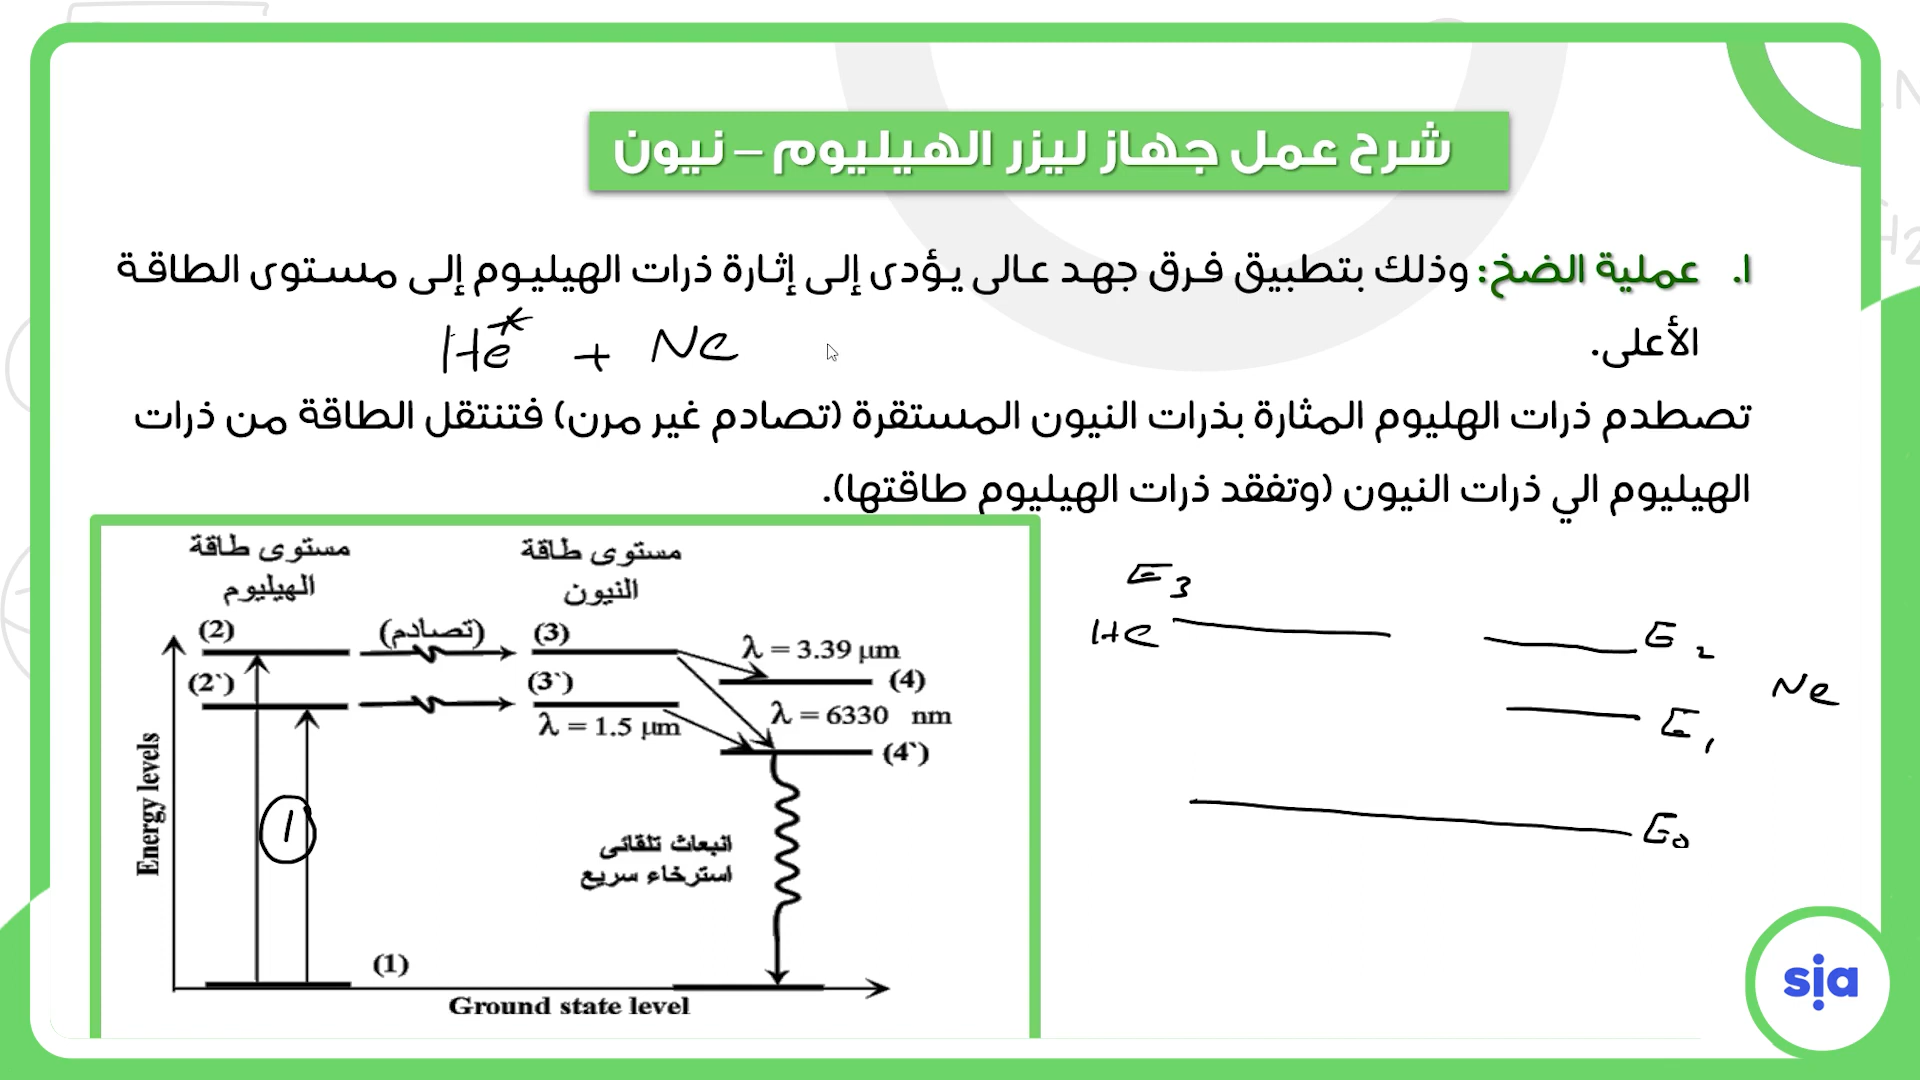 شرح عمل جهاز ليزر الهيليوم – نيون
١. عملية الضخ: وذلك بتطبيق فرق جهد عالى يؤدى إلى إثارة ذرات الهيليوم إلى مستوى الطاقة
الأعلى.
He* + Ne
تصطدم ذرات الهليوم المثارة بذرات النيون المستقرة (تصادم غير مرن) فتنتقل الطاقة من ذرات
الهيليوم الي ذرات النيون (وتفقد ذرات الهيليوم طاقتها).
مستوى طاقة
الهيليوم
مستوى طاقة
النيون
(2)
(تصادم)
(3)
λ = 3.39 μm
(4)
(2`)
(3`)
λ = 1.5 μm
λ = 6330 nm
(4`)
Energy levels
1
انبعاث تلقائى
استرخاء سريع
(1)
Ground state level
E3
He
E2
Ne
E1
E0
sia